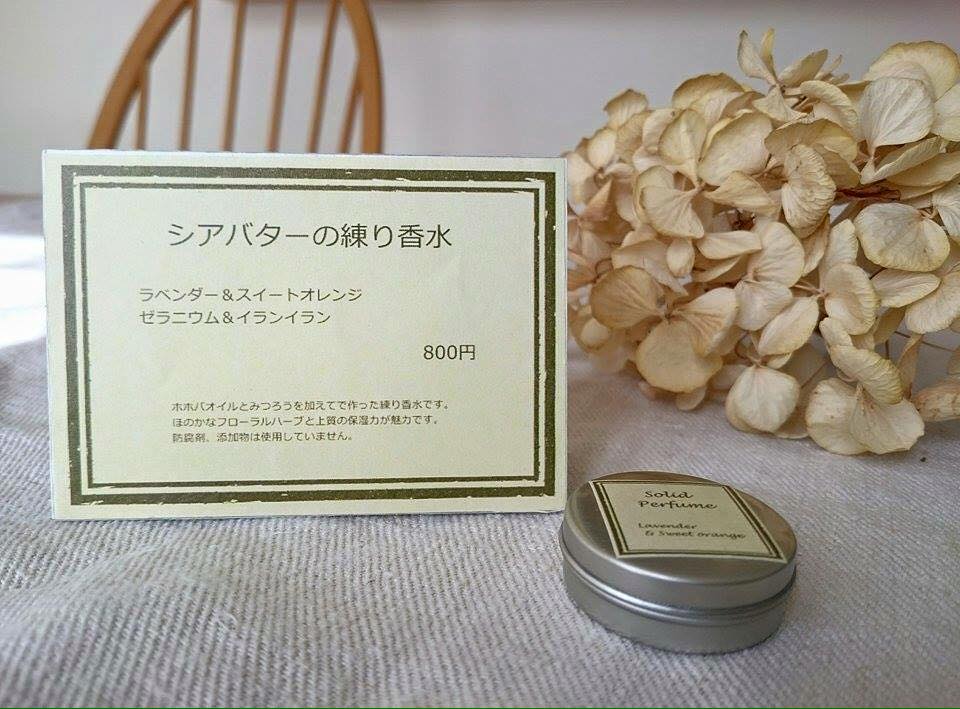 シアバターの練り香水
ラベンダー＆スイートオレンジ
ゼラニウム＆イランイラン
800円
ホホバオイルとみつろうを加えてで作った練り香水です。
ほのかなフローラルハーブと上質の保湿力が魅力です。
防腐剤、添加物は使用していません。
Solid
Perfume
Lavender
& Sweet orange